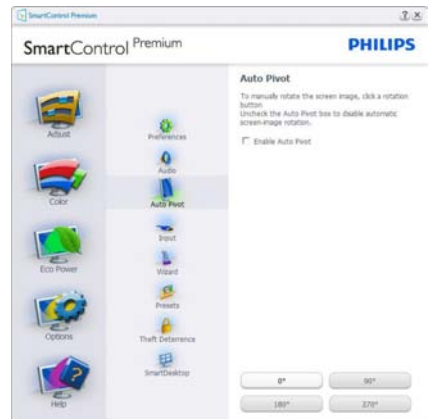 SmartControl Premium
SmartControl Premium
PHILIPS
Adjust
Color
Eco Power
Options
Help
Preferences
Audio
Auto Pivot
Input
Wizard
Presets
Theft Deterrence
SmartDesktop
Auto Pivot
To manually rotate the screen image, click a rotation
button
Uncheck the Auto Pivot box to disable automatic
screen-image rotation.
Enable Auto Pivot
0°
90°
180°
270°